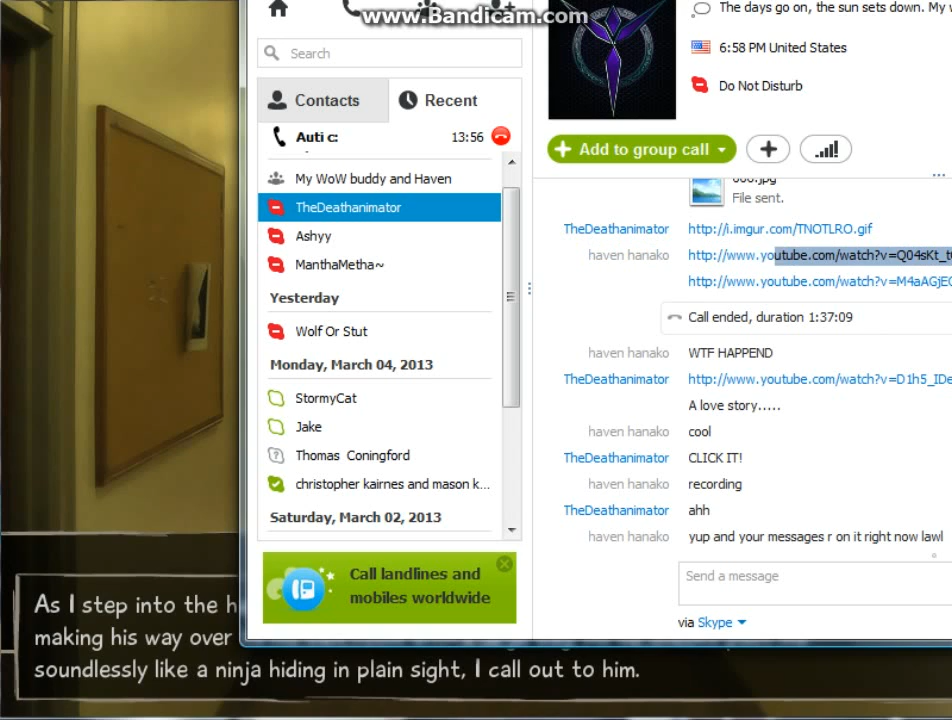 www.Bandicam.com
The days go on, the sun sets down. My
Search
6:58 PM United States
Do Not Disturb
Contacts
Recent
Auti c:
13:56
Add to group call
My WoW buddy and Haven
TheDeathanimator
Ashyy
ManthaMetha~
Yesterday
Wolf Or Stut
Monday, March 04, 2013
StormyCat
Jake
Thomas Coningford
christopher kairnes and mason k...
Saturday, March 02, 2013
Call landlines and
mobiles worldwide
File sent.
TheDeathanimator http://i.imgur.com/TNOTLRO.gif
haven hanako http://www.youtube.com/watch?v=Q04sKt_t
http://www.youtube.com/watch?v=M4aAGjE
Call ended, duration 1:37:09
haven hanako WTF HAPPEND
TheDeathanimator http://www.youtube.com/watch?v=D1h5_IDe
A love story.....
haven hanako cool
TheDeathanimator CLICK IT!
haven hanako recording
TheDeathanimator ahh
haven hanako yup and your messages r on it right now lawl
Send a message
via Skype
As I step into the h
making his way over
soundlessly like a ninja hiding in plain sight, I call out to him.